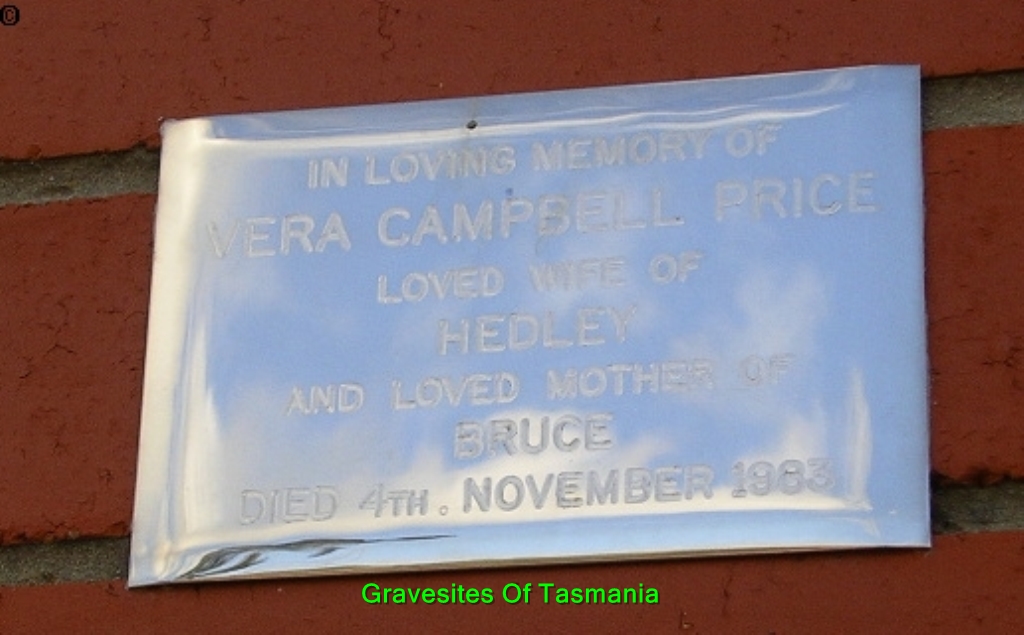 ©
IN LOVING MEMORY OF
VERA CAMPBELL PRICE
LOVED WIFE OF
HEDLEY
AND LOVED MOTHER OF
BRUCE
DIED 4TH. NOVEMBER 1983
Gravesites Of Tasmania